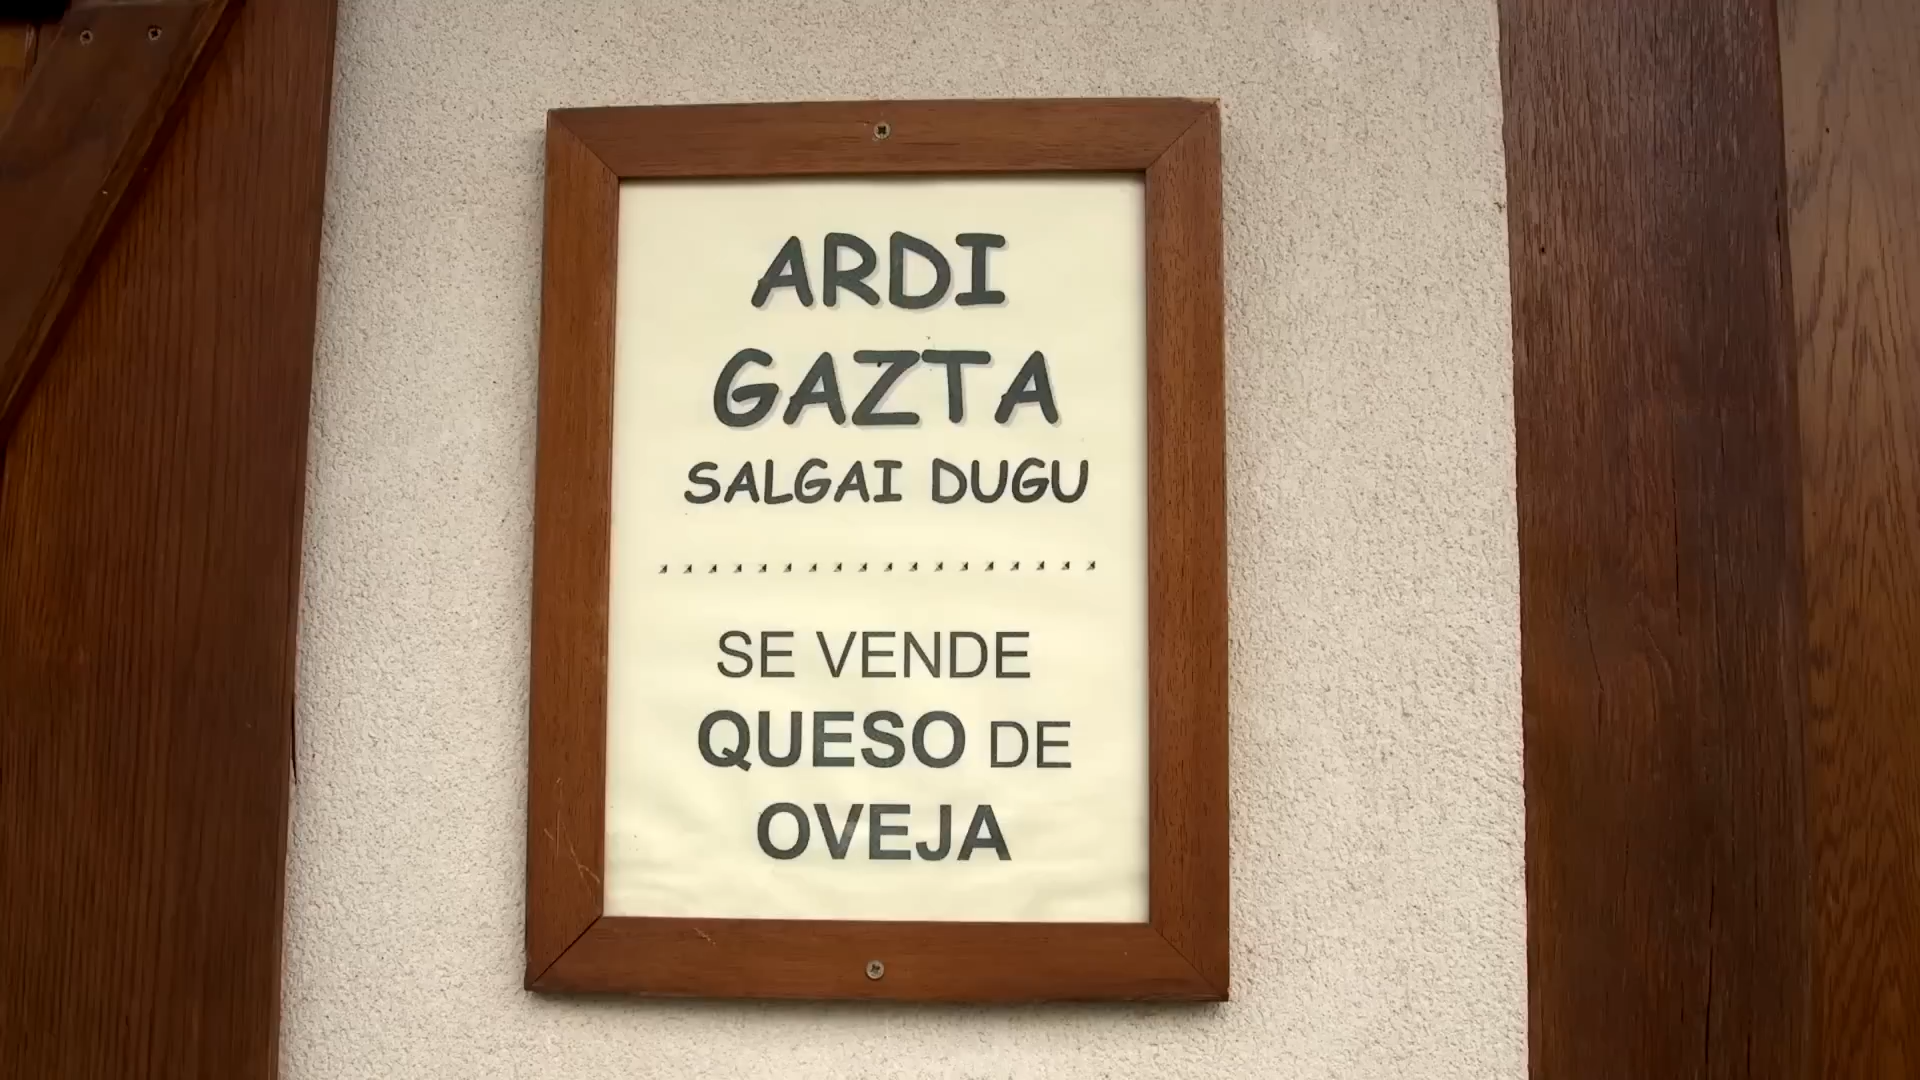 ARDI
GAZTA
SALGAI DUGU
SE VENDE
QUESO DE
OVEJA